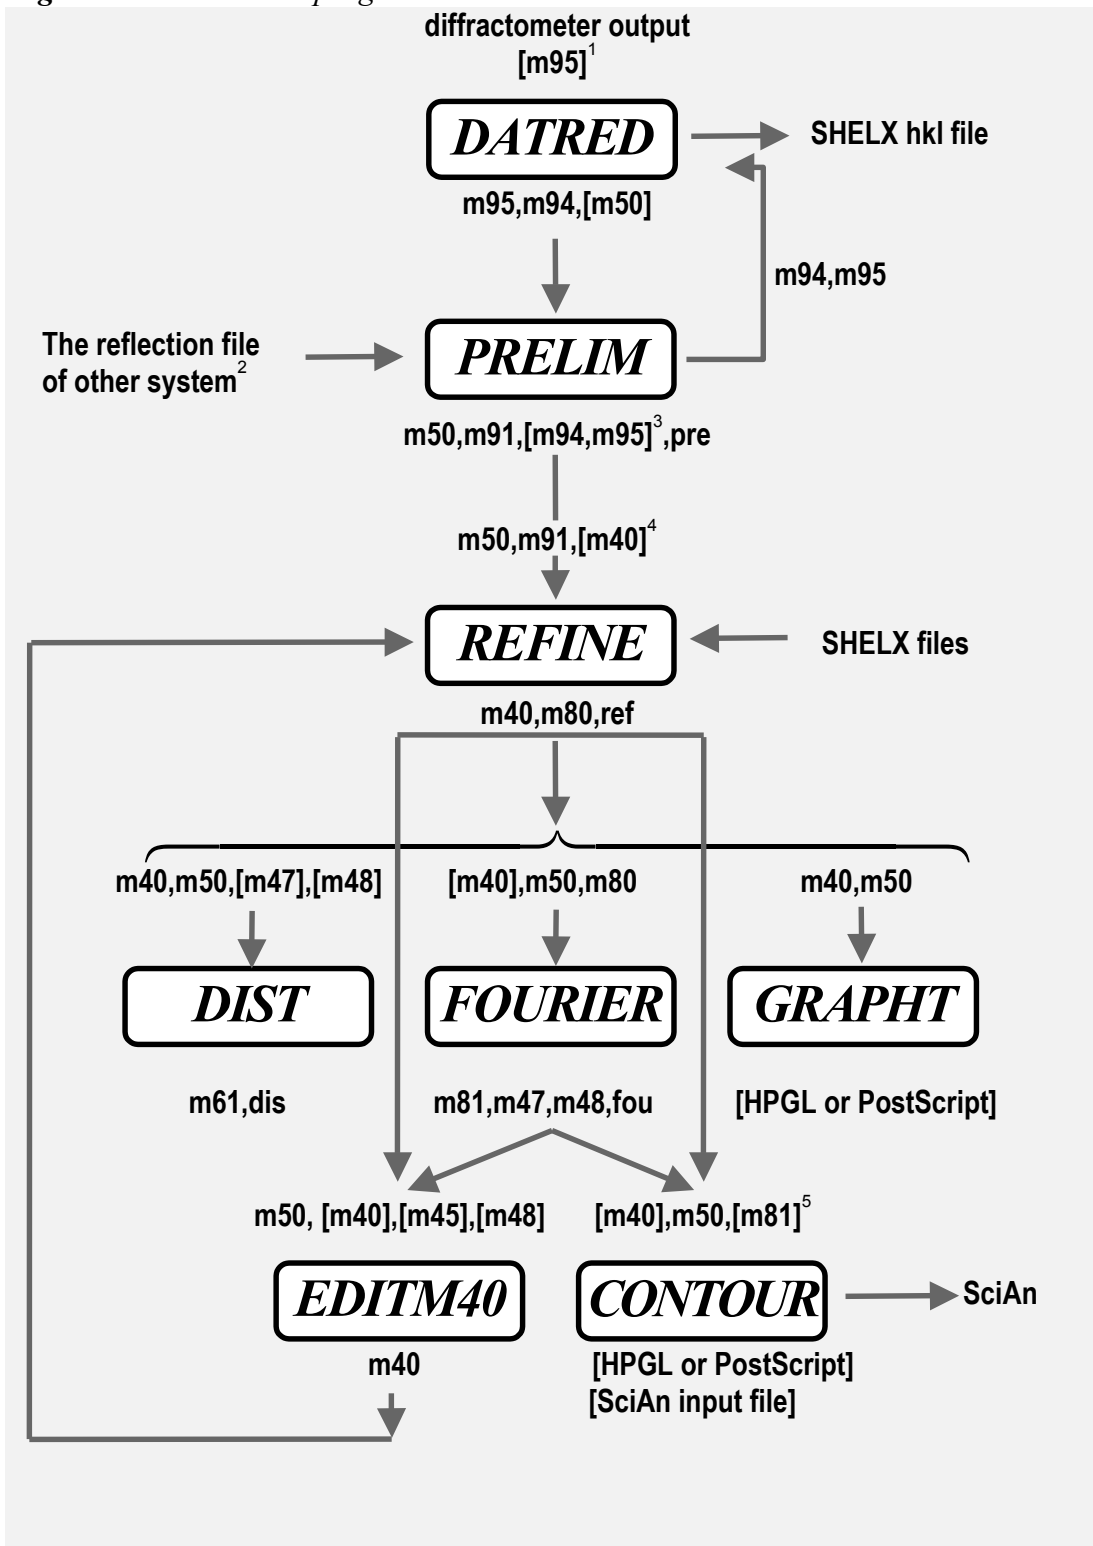 diffractometer output
[m95]1
DATRED
SHELX hkl file
m95,m94,[m50]
m94,m95
The reflection file
of other system2
PRELIM
m50,m91,[m94,m95]3,pre
m50,m91,[m40]4
REFINE
SHELX files
m40,m80,ref
m40,m50,[m47],[m48]
[m40],m50,m80
m40,m50
DIST
FOURIER
GRAPHT
m61,dis
m81,m47,m48,fou
[HPGL or PostScript]
m50, [m40],[m45],[m48]
[m40],m50,[m81]5
EDITM40
CONTOUR
SciAn
m40
[HPGL or PostScript]
[SciAn input file]